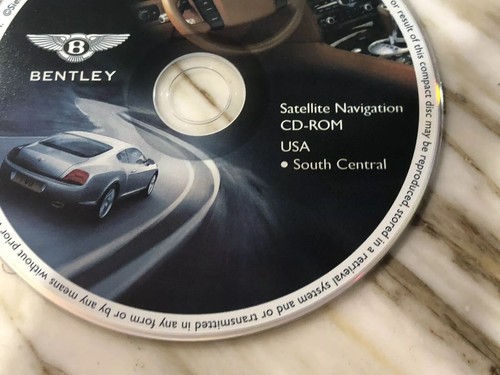 B
BENTLEY
Satellite Navigation
CD-ROM
USA
• South Central
or result of this compact disc may be reproduced, stored in a retrieval system and or transmitted in any form or by any means without prior